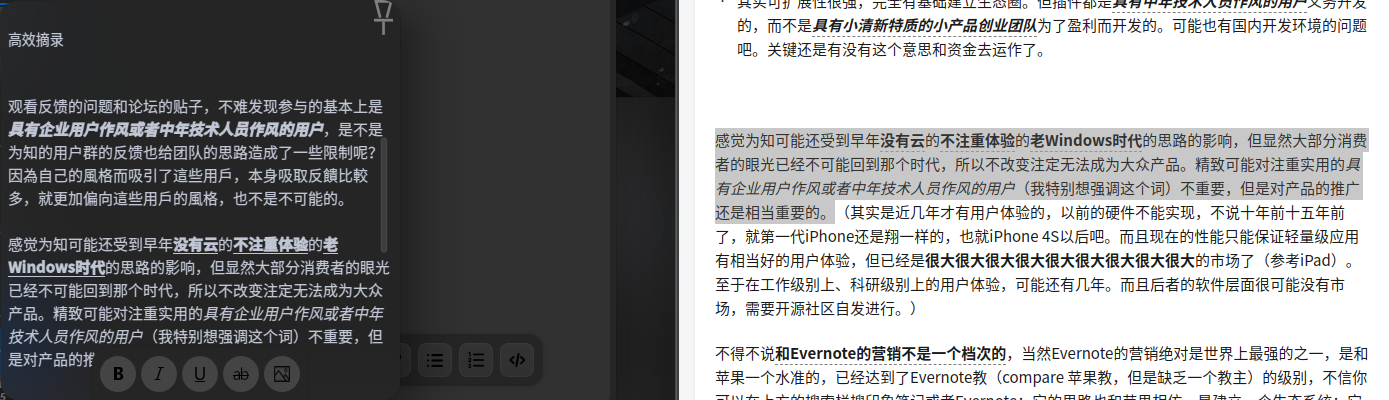 高效摘录
观看反馈的问题和论坛的贴子，不难发现参与的基本上是
具有企业用户作风或者中年技术人员作风的用户，是不是
为知的用户群的反馈也给团队的思路造成了一些限制呢?
因為自己的風格而吸引了這些用戶，本身吸取反饋比較
多，就更加偏向這些用戶的風格，也不是不可能的。
感觉为知可能还受到早年没有云的不注重体验的老
Windows时代的思路的影响，但显然大部分消费者的眼光
已经不可能回到那个时代，所以不改变注定无法成为大众
产品。精致可能对注重实用的具有企业用户作风或者中年
技术人员作风的用户（我特别想强调这个词）不重要，但
是对产品的推
B I U ab
其实可扩展性很强，完全有基础建立生态圈。但插件都是具有中年技术人员作风的用户义务开发
的，而不是具有小清新特质的小产品创业团队为了盈利而开发的。可能也有国内开发环境的问题
吧。关键还是有没有这个意思和资金去运作了。
感觉为知可能还受到早年没有云的不注重体验的老Windows时代的思路的影响，但显然大部分消费
者的眼光已经不可能回到那个时代，所以不改变注定无法成为大众产品。精致可能对注重实用的具
有企业用户作风或者中年技术人员作风的用户（我特别想强调这个词）不重要，但是对产品的推广
还是相当重要的。（其实是近几年才有用户体验的，以前的硬件不能实现，不说十年前十五年前
了，就第一代iPhone还是翔一样的，也就iPhone 4S以后吧。而且现在的性能只能保证轻量级应用
有相当好的用户体验，但已经是很大很大很大很大很大很大很大很大很大的市场了（参考iPad）。
至于在工作级别上、科研级别上的用户体验，可能还有几年。而且后者的软件层面很可能没有市
场，需要开源社区自发进行。）
不得不说和Evernote的营销不是一个档次的，当然Evernote的营销绝对是世界上最强的之一，是和
苹果一个水准的，已经达到了Evernote教（compare 苹果教，但是缺乏一个教主）的级别，不信你